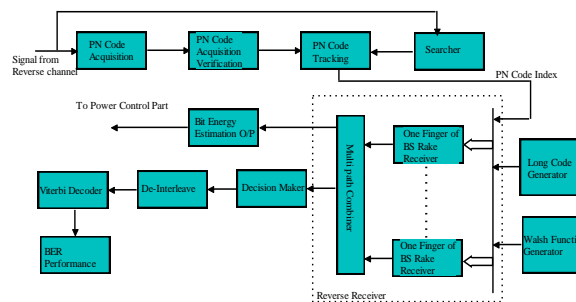 PN Code
Acquisition
PN Code
Acquisition
Verification
PN Code
Tracking
Searcher
Signal from
Reverse channel
PN Code Index
To Power Control Part
Bit Energy
Estimation O/P
Multi path Combiner
One Finger of
BS Rake
Receiver
Long Code
Generator
Viterbi Decoder
De-Interleave
Decision Maker
BER
Performance
One Finger of
BS Rake
Receiver
Walsh Functi
Generator
Reverse Receiver